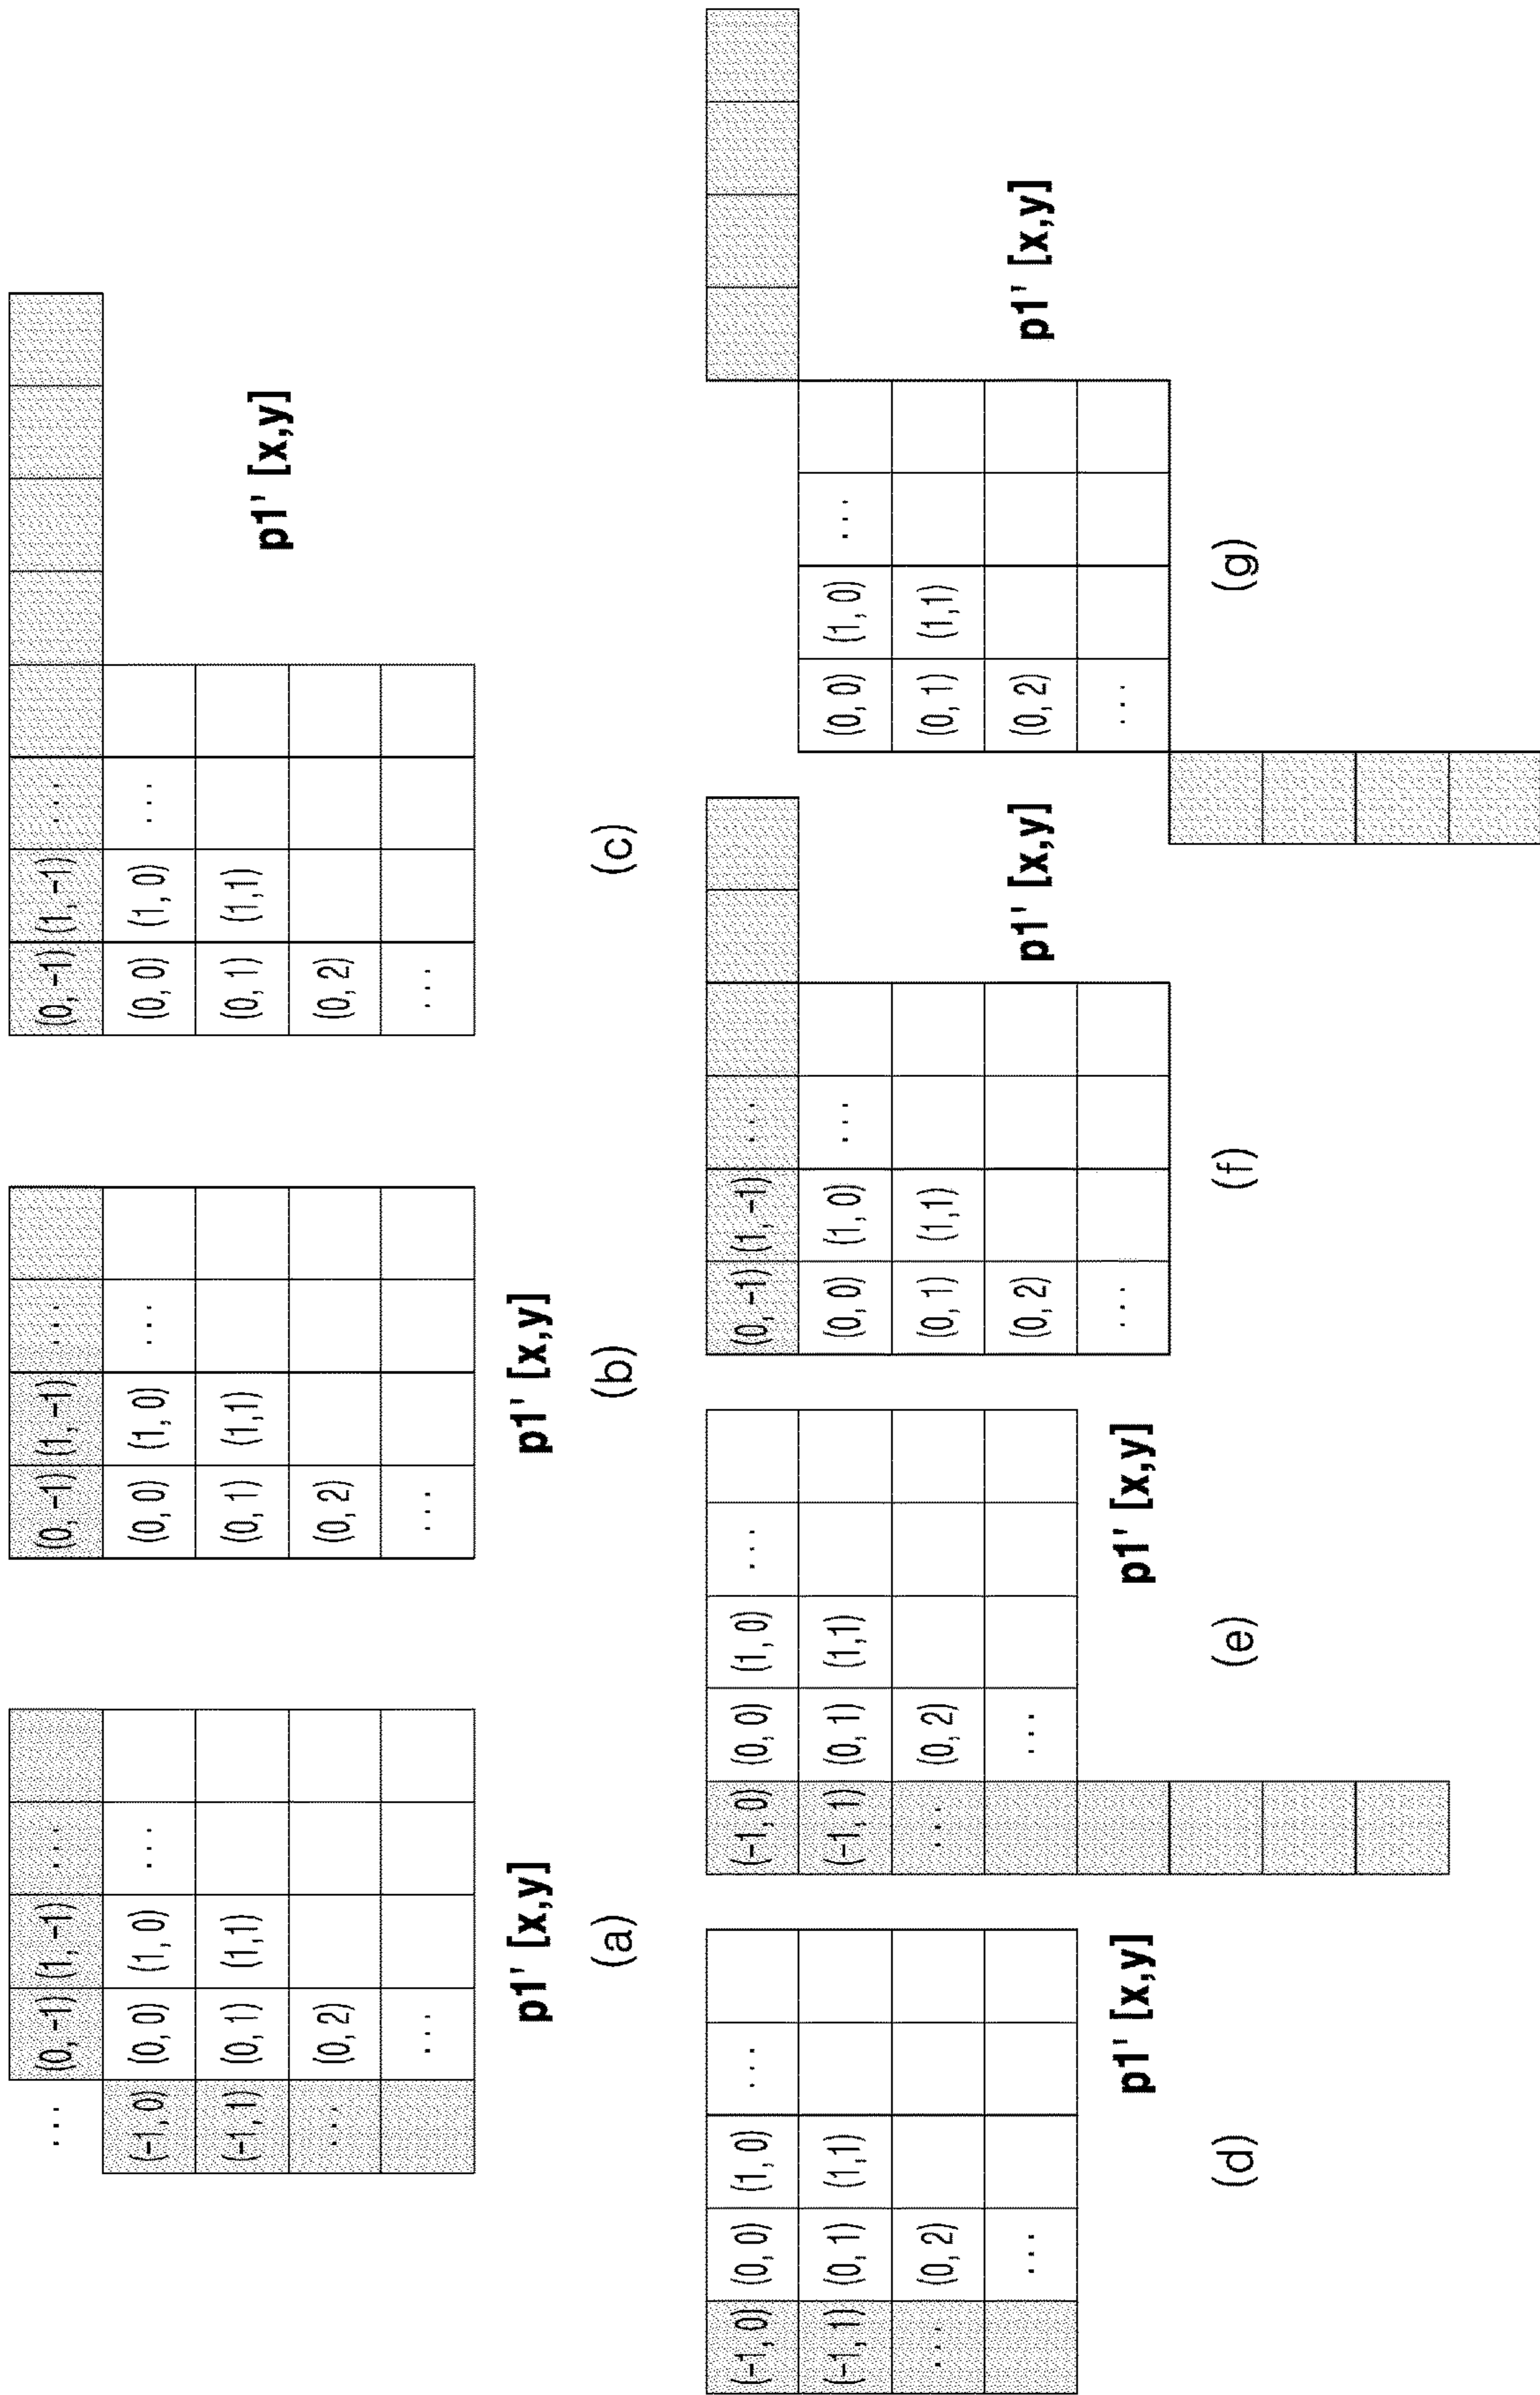 ... (0, -1) (1, -1) ...
(-1, 0) (0, 0) (1, 0) ...
(-1, 1) (0, 1) (1,1)
... (0, 2)
...
p1' [x,y]
(a)
(0, -1) (1, -1) ...
(0, 0) (1, 0) ...
(0, 1) (1,1)
(0, 2)
...
p1' [x,y]
(b)
(0, -1) (1, -1) ...
(0, 0) (1, 0) ...
(0, 1) (1,1)
(0, 2)
...
p1' [x,y]
(c)
(-1, 0) (0, 0) (1, 0) ...
(-1, 1) (0, 1) (1,1)
... (0, 2)
...
p1' [x,y]
(d)
(-1, 0) (0, 0) (1, 0) ...
(-1, 1) (0, 1) (1,1)
... (0, 2)
...
p1' [x,y]
(e)
(0, -1) (1, -1) ...
(0, 0) (1, 0) ...
(0, 1) (1,1)
(0, 2)
...
p1' [x,y]
(f)
(0, 0) (1, 0) ...
(0, 1) (1,1)
(0, 2)
...
p1' [x,y]
(g)